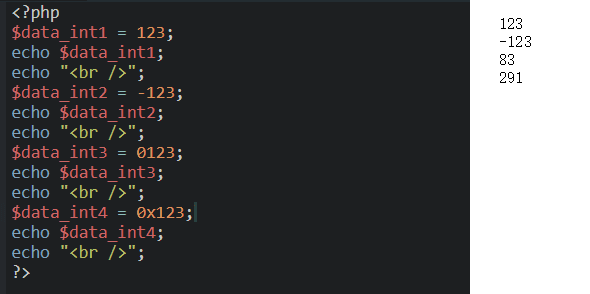 <?php
$data_int1 = 123;
echo $data_int1;
echo "<br />";
$data_int2 = -123;
echo $data_int2;
echo "<br />";
$data_int3 = 0123;
echo $data_int3;
echo "<br />";
$data_int4 = 0x123;
echo $data_int4;
echo "<br />";
?>
123
-123
83
291